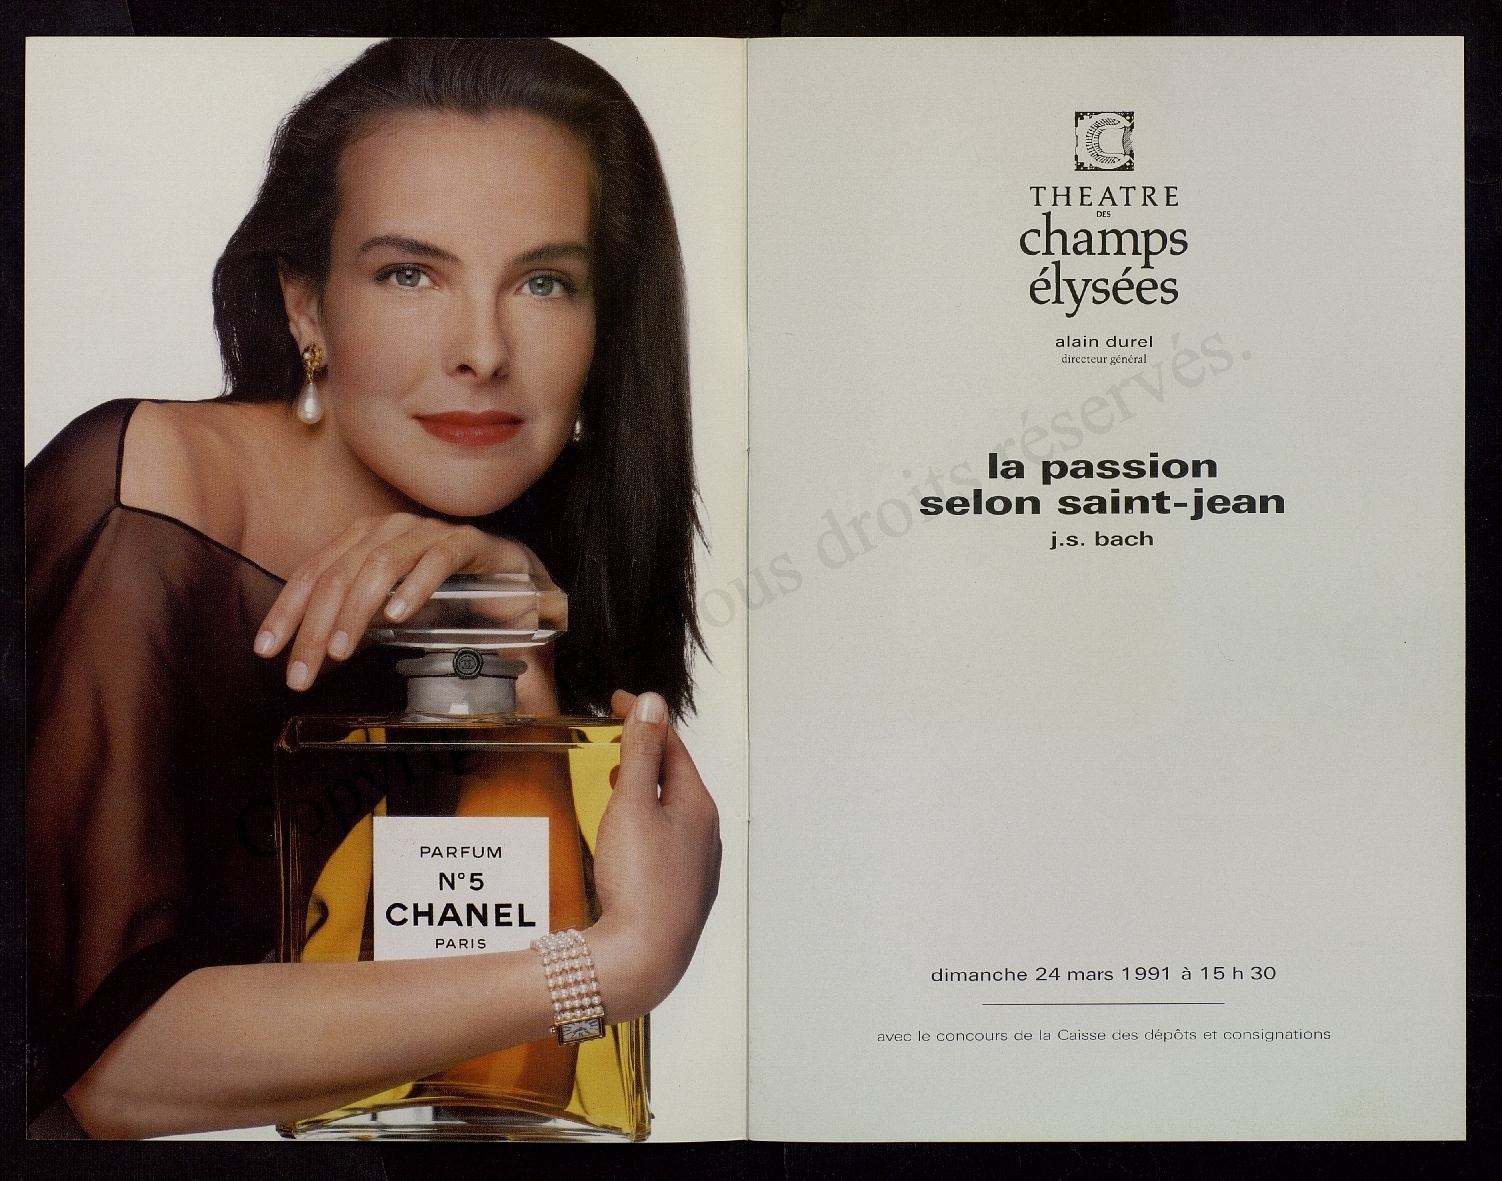 PARFUM
N°5
CHANEL
PARIS
THEATRE
DES
champs
élysées
alain durel
directeur général
la passion
selon saint-jean
j.s. bach
dimanche 24 mars 1991 à 15 h 30
avec le concours de la Caisse des dépôts et consignations
Copyright © - Tous droits réservés.